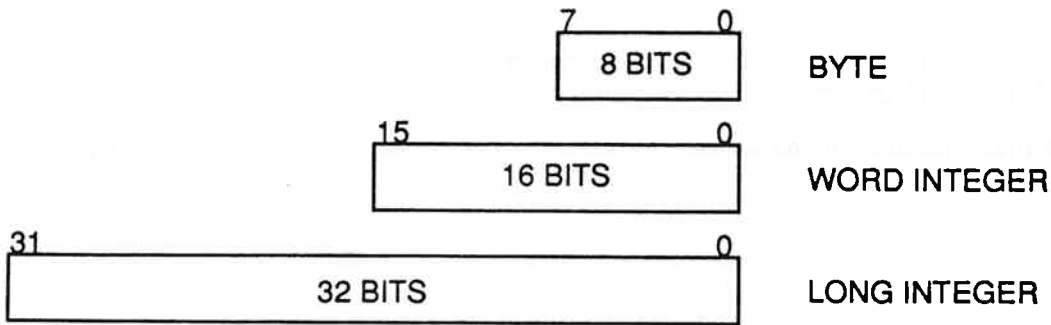 7 0
8 BITS BYTE
15 0
16 BITS WORD INTEGER
31 0
32 BITS LONG INTEGER